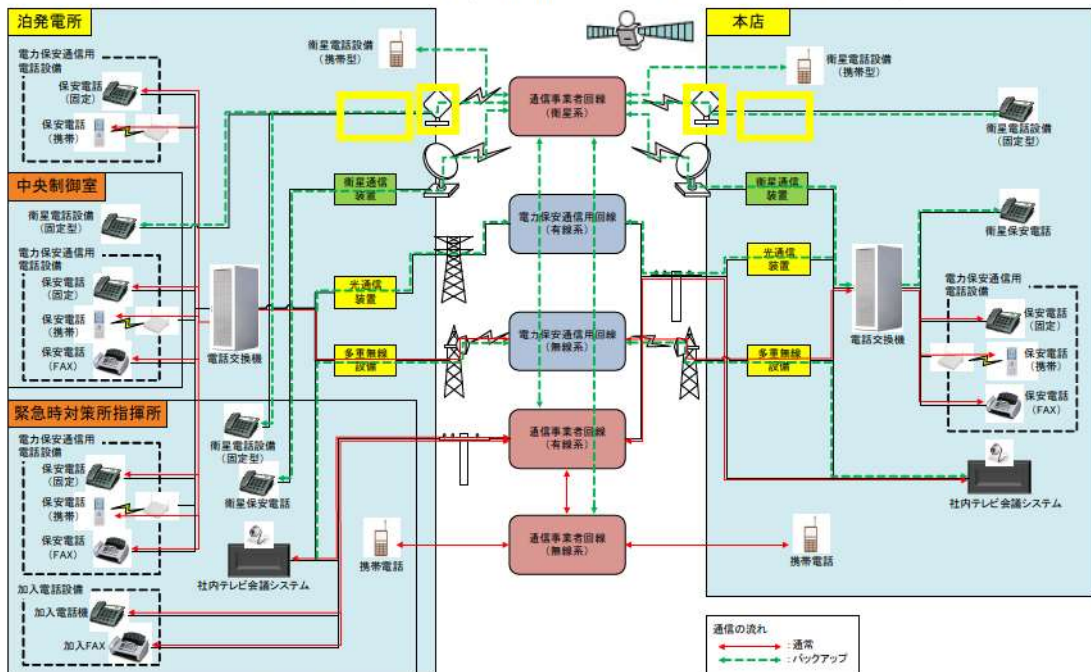 泊発電所
電力保安通信用
電話設備
保安電話
(固定)
保安電話
(携帯)
中央制御室
衛星電話設備
(固定型)
電力保安通信用
電話設備
保安電話
(固定)
保安電話
(携帯)
保安電話
(FAX)
緊急時対策所指揮所
電力保安通信用
電話設備
保安電話
(固定)
保安電話
(携帯)
保安電話
(FAX)
加入電話設備
加入電話機
加入FAX
衛星電話設備
(携帯型)
衛星通信
装置
光通信
装置
多重無線
設備
電話交換機
衛星電話設備
(固定型)
衛星保安電話
社内テレビ会議システム
携帯電話
通信事業者回線
(衛星系)
電力保安通信用回線
(有線系)
電力保安通信用回線
(無線系)
通信事業者回線
(有線系)
通信事業者回線
(無線系)
本店
衛星電話設備
(携帯型)
衛星電話設備
(固定型)
衛星通信
装置
衛星保安電話
光通信
装置
電話交換機
多重無線
設備
電力保安通信用
電話設備
保安電話
(固定)
保安電話
(携帯)
保安電話
(FAX)
社内テレビ会議システム
携帯電話
通信の流れ
:通常
:バックアップ